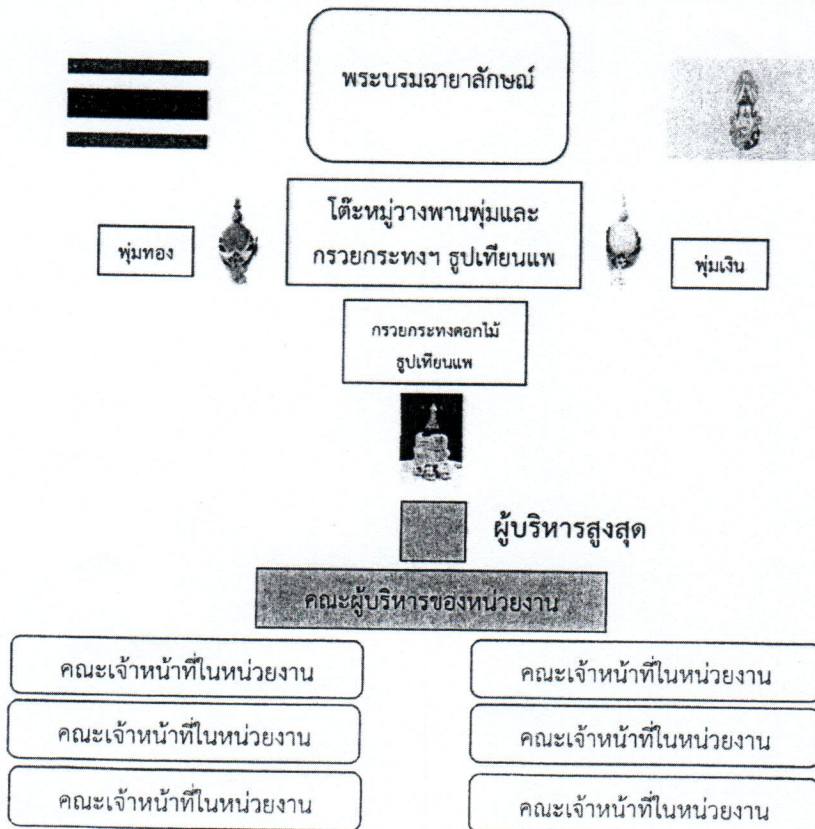 พระบรมฉายาลักษณ์
โต๊ะหมู่วางพานพุ่มและ
กรวยกระทงฯ ธูปเทียนแพ
พุ่มทอง
พุ่มเงิน
กรวยกระทงดอกไม้
ธูปเทียนแพ
ผู้บริหารสูงสุด
คณะผู้บริหารของหน่วยงาน
คณะเจ้าหน้าที่ในหน่วยงาน
คณะเจ้าหน้าที่ในหน่วยงาน
คณะเจ้าหน้าที่ในหน่วยงาน
คณะเจ้าหน้าที่ในหน่วยงาน
คณะเจ้าหน้าที่ในหน่วยงาน
คณะเจ้าหน้าที่ในหน่วยงาน